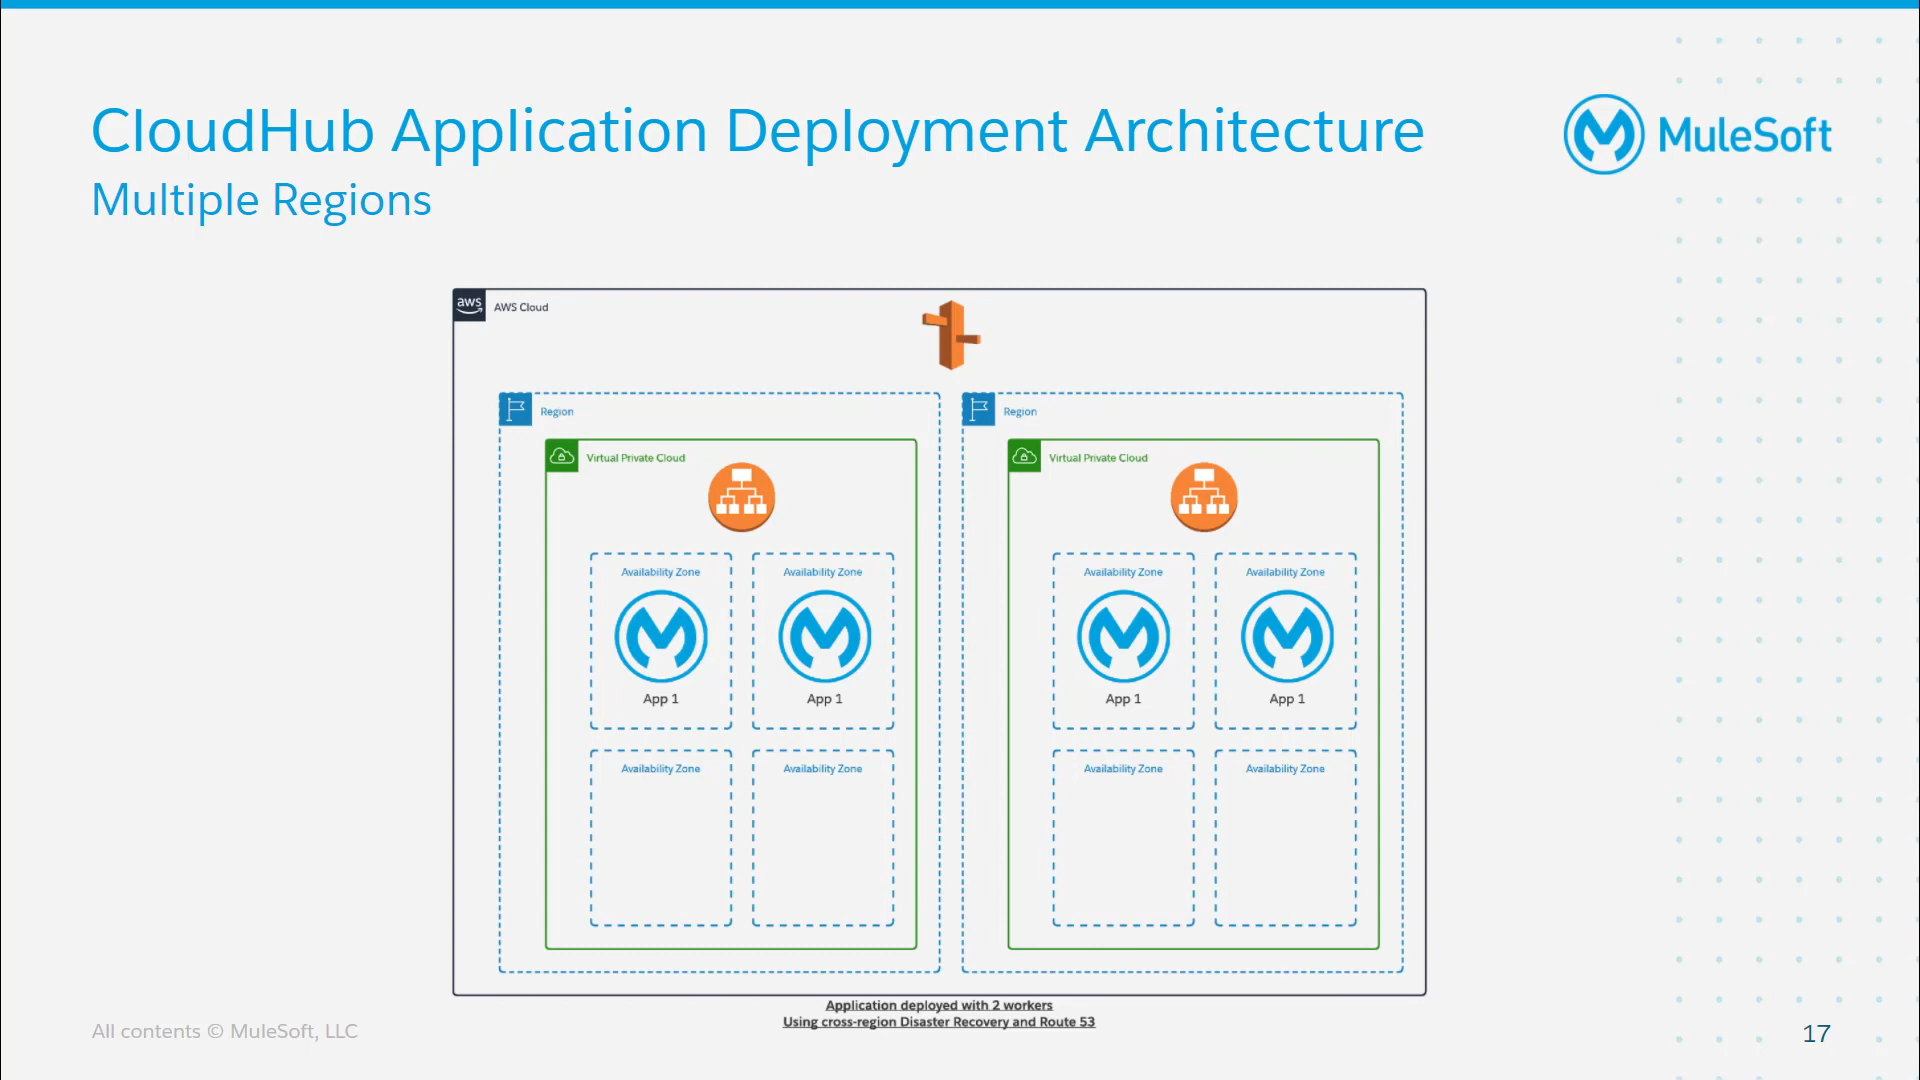 CloudHub Application Deployment Architecture
MuleSoft
Multiple Regions
aws
AWS Cloud
Region
Region
Virtual Private Cloud
Virtual Private Cloud
Availability Zone
Availability Zone
Availability Zone
Availability Zone
App 1
App 1
App 1
App 1
Availability Zone
Availability Zone
Availability Zone
Availability Zone
Application deployed with 2 workers
Using cross-region Disaster Recovery and Route 53
All contents © MuleSoft, LLC
17